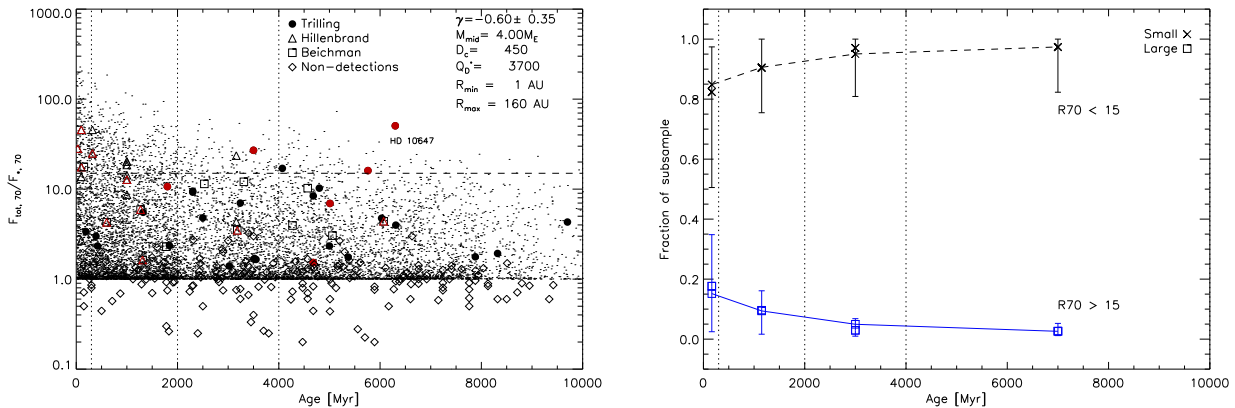 Trilling
Hillenbrand
Beichman
Non-detections
γ=−0.60± 0.35
M_mid= 4.00M_E
D_c= 450
Q_D*= 3700
R_min = 1 AU
R_max = 160 AU
HD 10647
1000.0
100.0
10.0
1.0
0.1
F_tot, 70/F_*, 70
0 2000 4000 6000 8000 10000
Age [Myr]
Small
Large
R70 < 15
R70 > 15
1.0
0.8
0.6
0.4
0.2
0.0
Fraction of subsample
0 2000 4000 6000 8000 10000
Age [Myr]